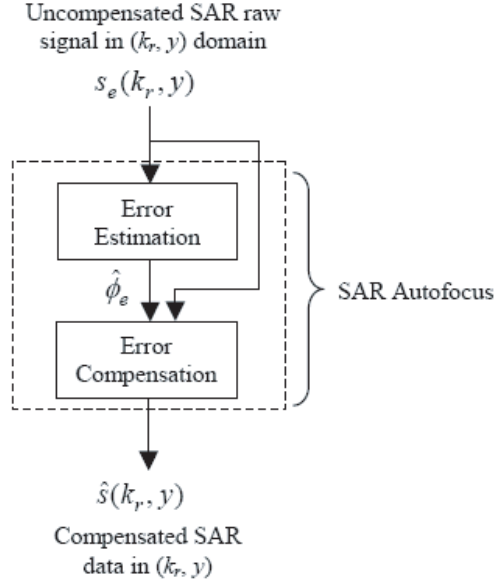 Uncompensated SAR raw
signal in (kᵣ, y) domain
sₑ(kᵣ, y)
Error
Estimation
ϕ̂ₑ
SAR Autofocus
Error
Compensation
ŝ(kᵣ, y)
Compensated SAR
data in (kᵣ, y)